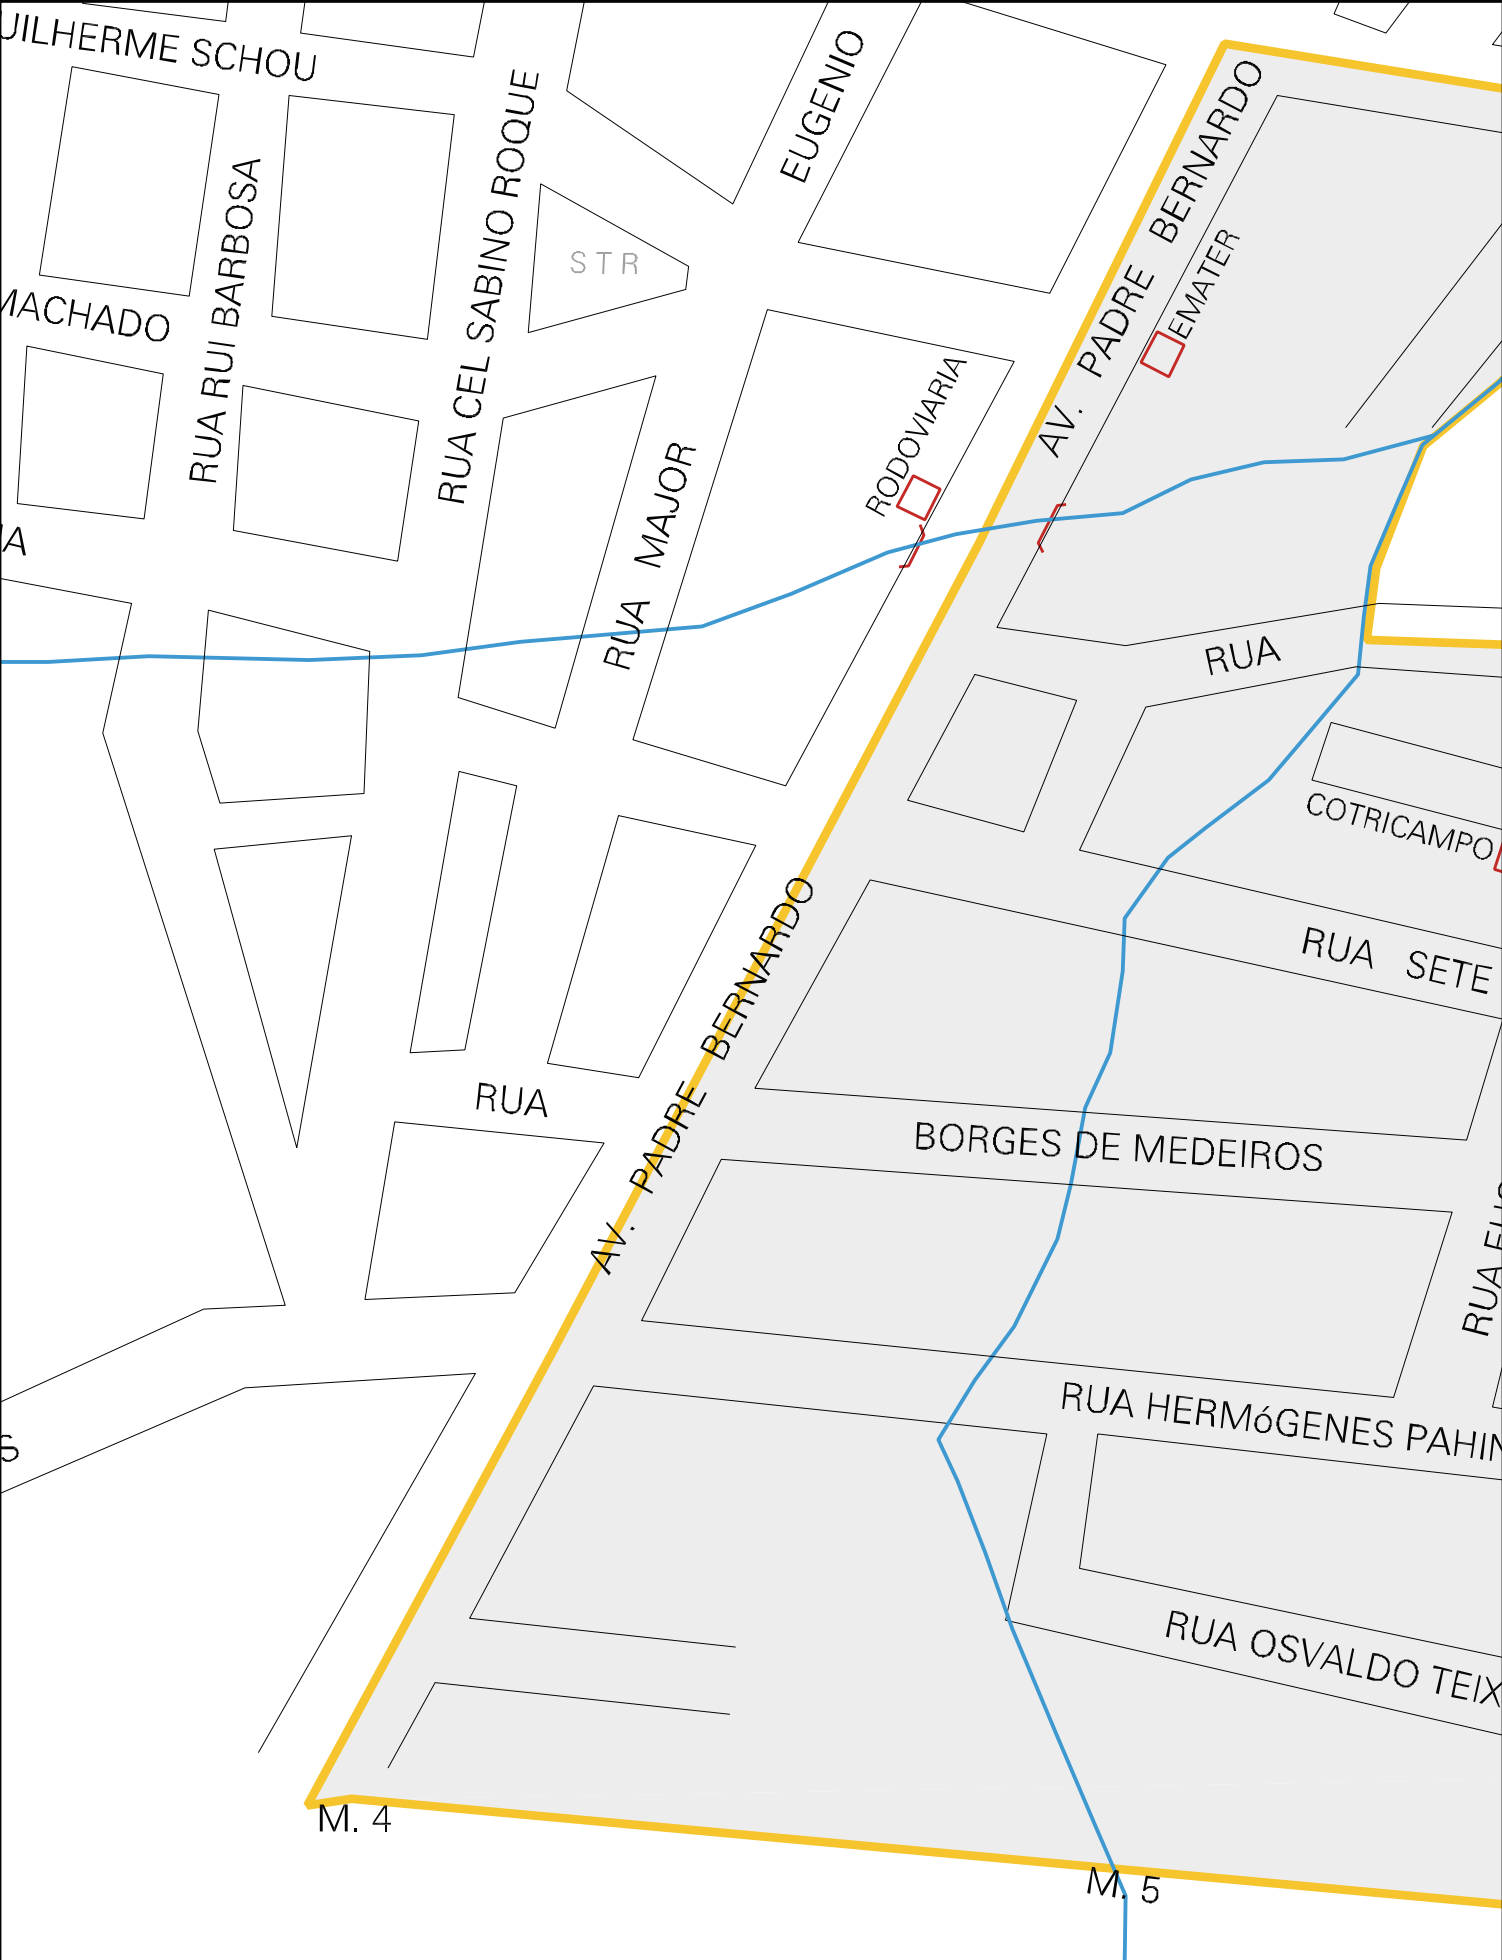 UILHERME SCHOU
EUGENIO
AV. PADRE BERNARDO
RUA CEL SABINO ROQUE
RUA RUI BARBOSA
STR
EMATER
MACHADO
RODOVIARIA
RUA MAJOR
IA
RUA
COTRICAMPO
RUA SETE
AV. PADRE BERNARDO
RUA
BORGES DE MEDEIROS
RUA
RUA HERMóGENES PAHIN
S
RUA OSVALDO TEIX
M. 4
M. 5